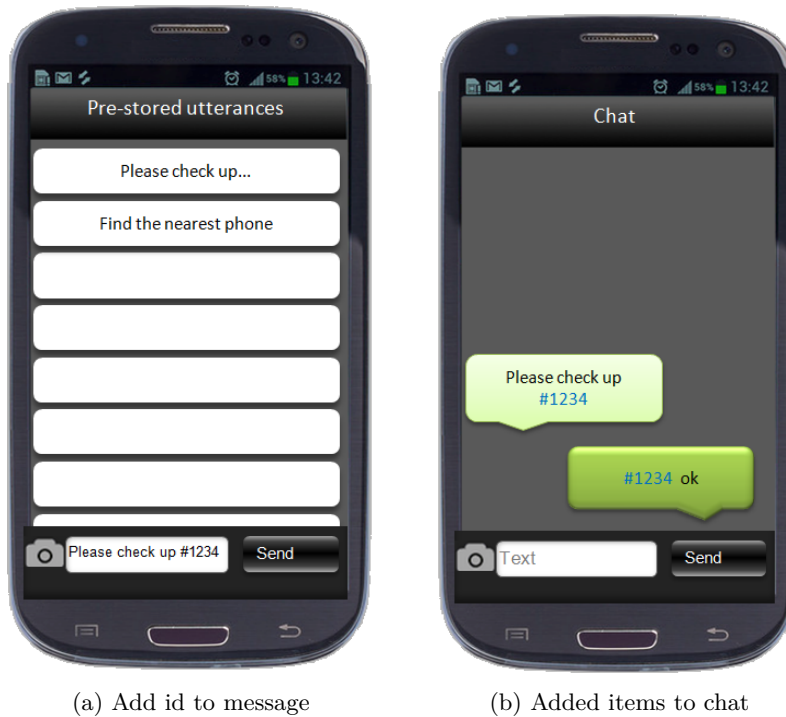 58% 13:42
Pre-stored utterances
Please check up...
Find the nearest phone
Please check up #1234
Send
(a) Add id to message
58% 13:42
Chat
Please check up
#1234
#1234 ok
Text
Send
(b) Added items to chat